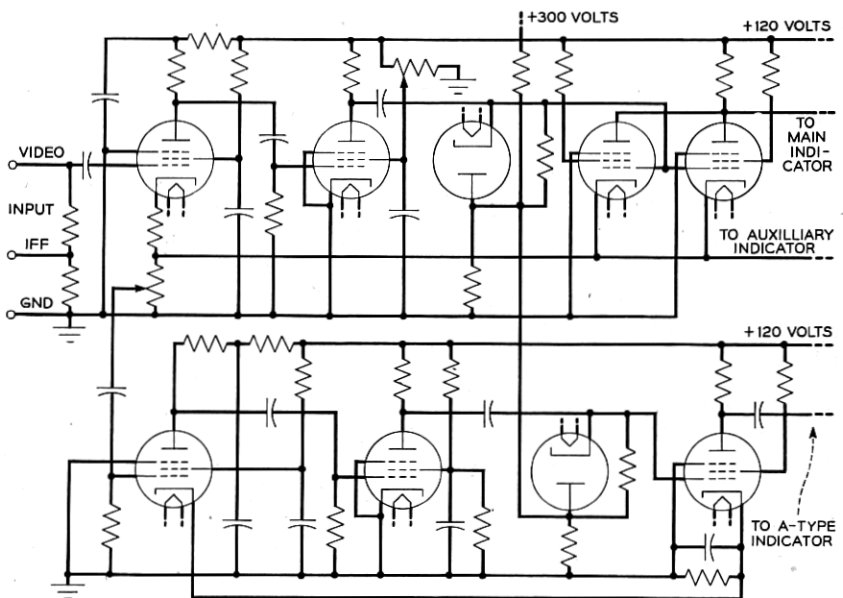 +300 VOLTS
+120 VOLTS
VIDEO
TO
MAIN
INDI-
CATOR
INPUT
TO AUXILLIARY
INDICATOR
IFF
GND
+120 VOLTS
TO A-TYPE
INDICATOR